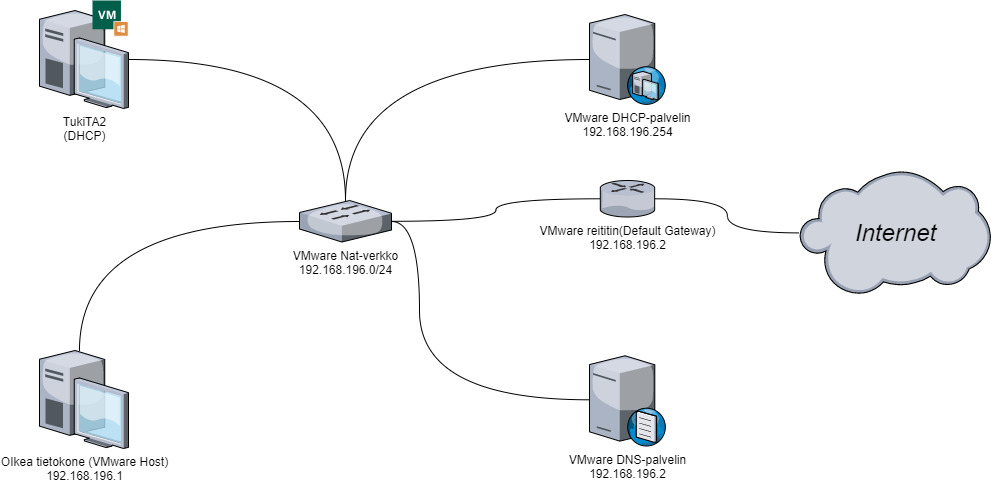 VM
TukiTA2
(DHCP)
VMware DHCP-palvelin
192.168.196.254
VMware Nat-verkko
192.168.196.0/24
VMware reititin(Default Gateway)
192.168.196.2
Internet
OIkea tietokone (VMware Host)
192.168.196.1
VMware DNS-palvelin
192.168.196.2